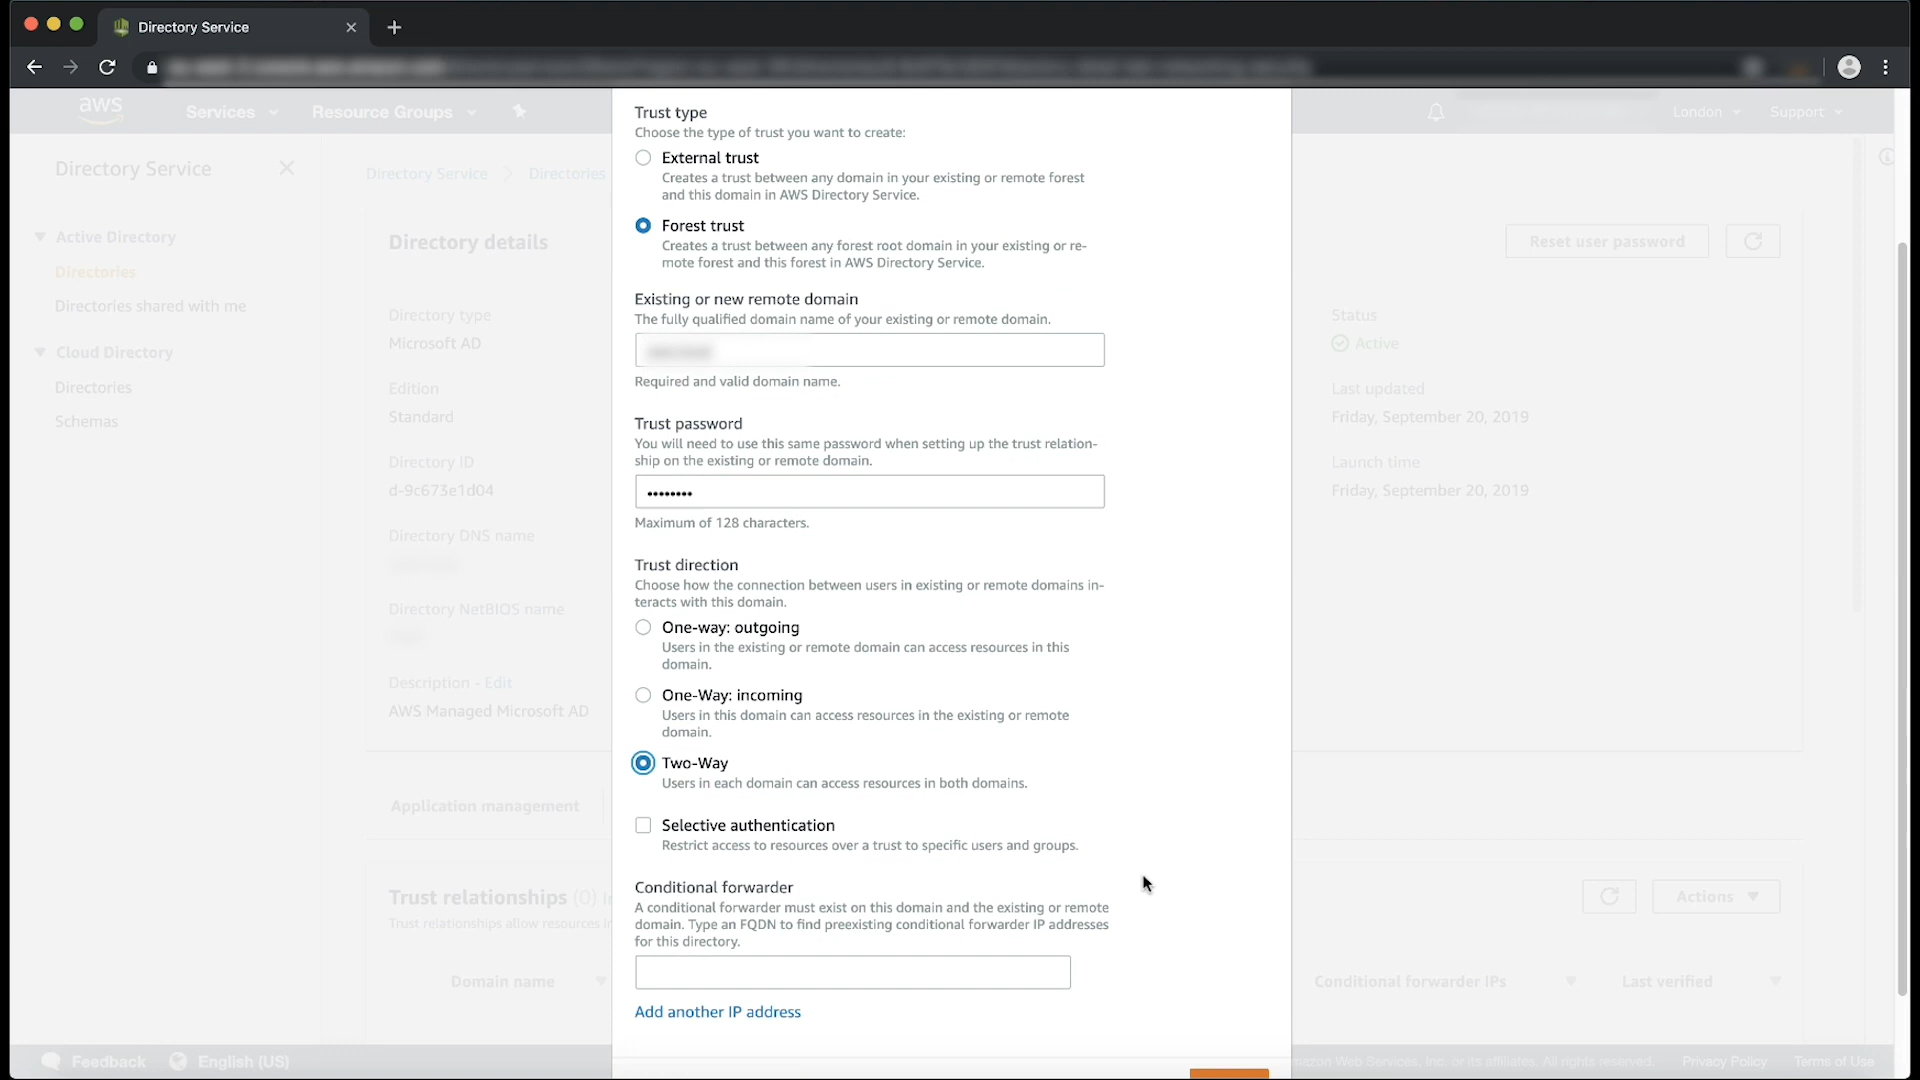 Directory Service
aws
Services
Resource Groups
London
Support
Directory Service
Active Directory
Directories
Directories shared with me
Cloud Directory
Directories
Schemas
Directory Service
Directories
Directory details
Reset user password
Directory type
Microsoft AD
Edition
Standard
Directory ID
d-9c673e1d04
Directory DNS name
Directory NetBIOS name
Description - Edit
AWS Managed Microsoft AD
Status
Active
Last updated
Friday, September 20, 2019
Launch time
Friday, September 20, 2019
Application management
Trust relationships (0)
Trust relationships allow resources
Actions
Domain name
Conditional forwarder IPs
Last verified
Trust type
Choose the type of trust you want to create:
External trust
Creates a trust between any domain in your existing or remote forest
and this domain in AWS Directory Service.
Forest trust
Creates a trust between any forest root domain in your existing or re-
mote forest and this forest in AWS Directory Service.
Existing or new remote domain
The fully qualified domain name of your existing or remote domain.
Required and valid domain name.
Trust password
You will need to use this same password when setting up the trust relation-
ship on the existing or remote domain.
••••••••
Maximum of 128 characters.
Trust direction
Choose how the connection between users in existing or remote domains in-
teracts with this domain.
One-way: outgoing
Users in the existing or remote domain can access resources in this
domain.
One-Way: incoming
Users in this domain can access resources in the existing or remote
domain.
Two-Way
Users in each domain can access resources in both domains.
Selective authentication
Restrict access to resources over a trust to specific users and groups.
Conditional forwarder
A conditional forwarder must exist on this domain and the existing or remote
domain. Type an FQDN to find preexisting conditional forwarder IP addresses
for this directory.
Add another IP address
Feedback
English (US)
Web Services, Inc. or its affiliates. All rights reserved.
Privacy Policy
Terms of Use